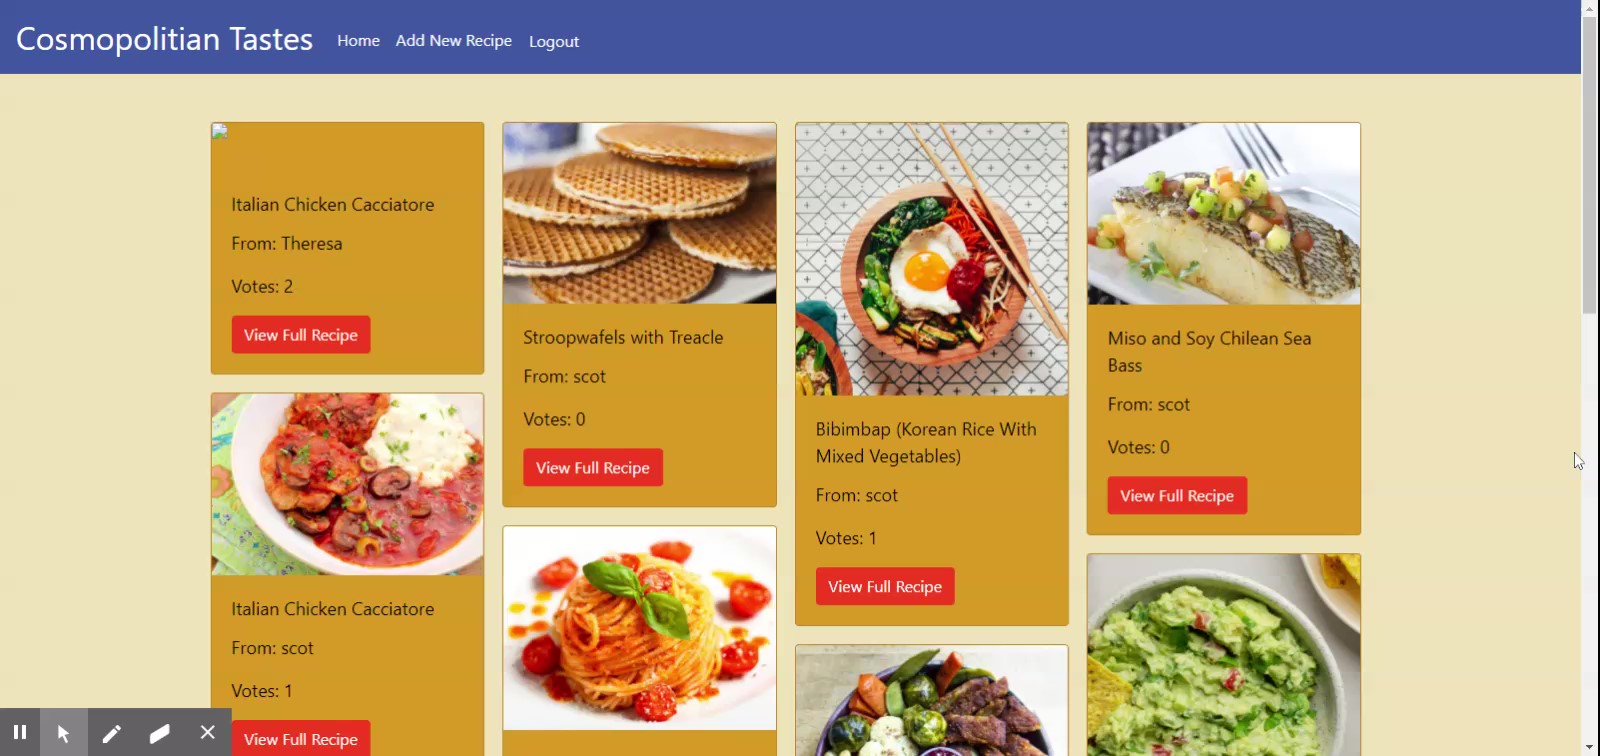 Cosmopolitian Tastes
Home
Add New Recipe
Logout
Italian Chicken Cacciatore
From: Theresa
Votes: 2
View Full Recipe
Italian Chicken Cacciatore
From: scot
Votes: 1
View Full Recipe
Stroopwafels with Treacle
From: scot
Votes: 0
View Full Recipe
Bibimbap (Korean Rice With
Mixed Vegetables)
From: scot
Votes: 1
View Full Recipe
Miso and Soy Chilean Sea
Bass
From: scot
Votes: 0
View Full Recipe